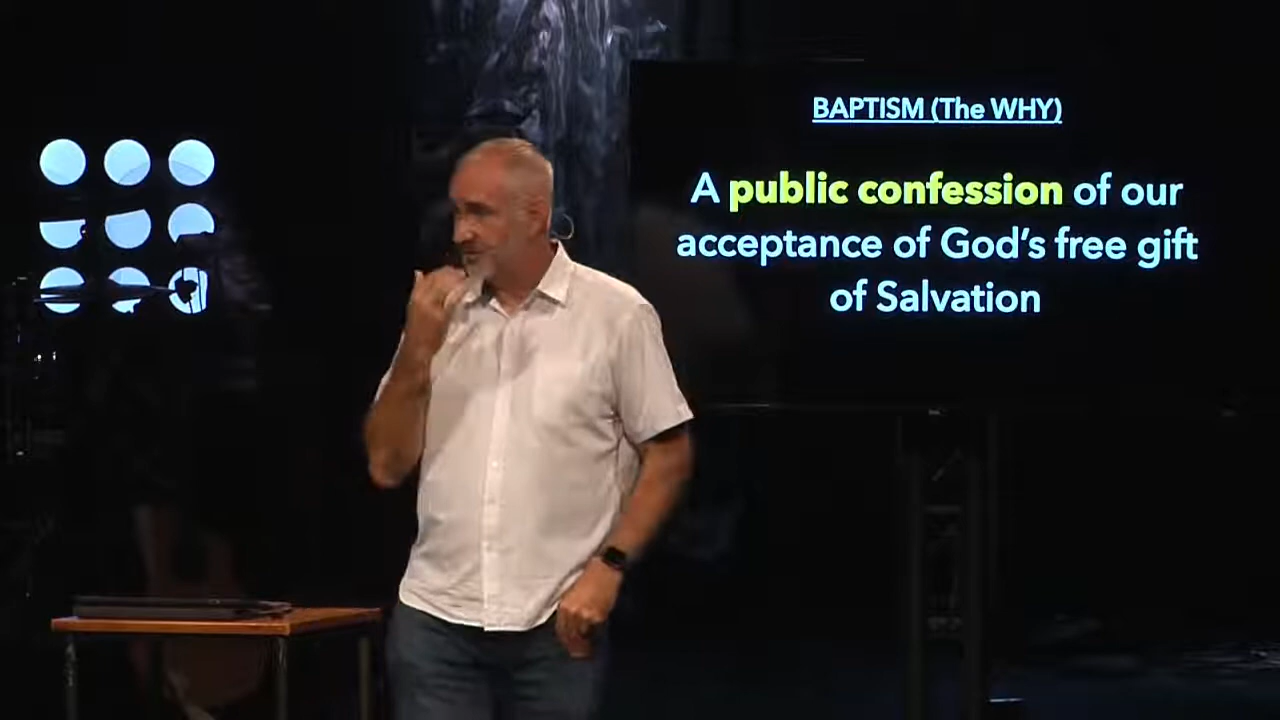 BAPTISM (The WHY)
A public confession of our
acceptance of God's free gift
of Salvation